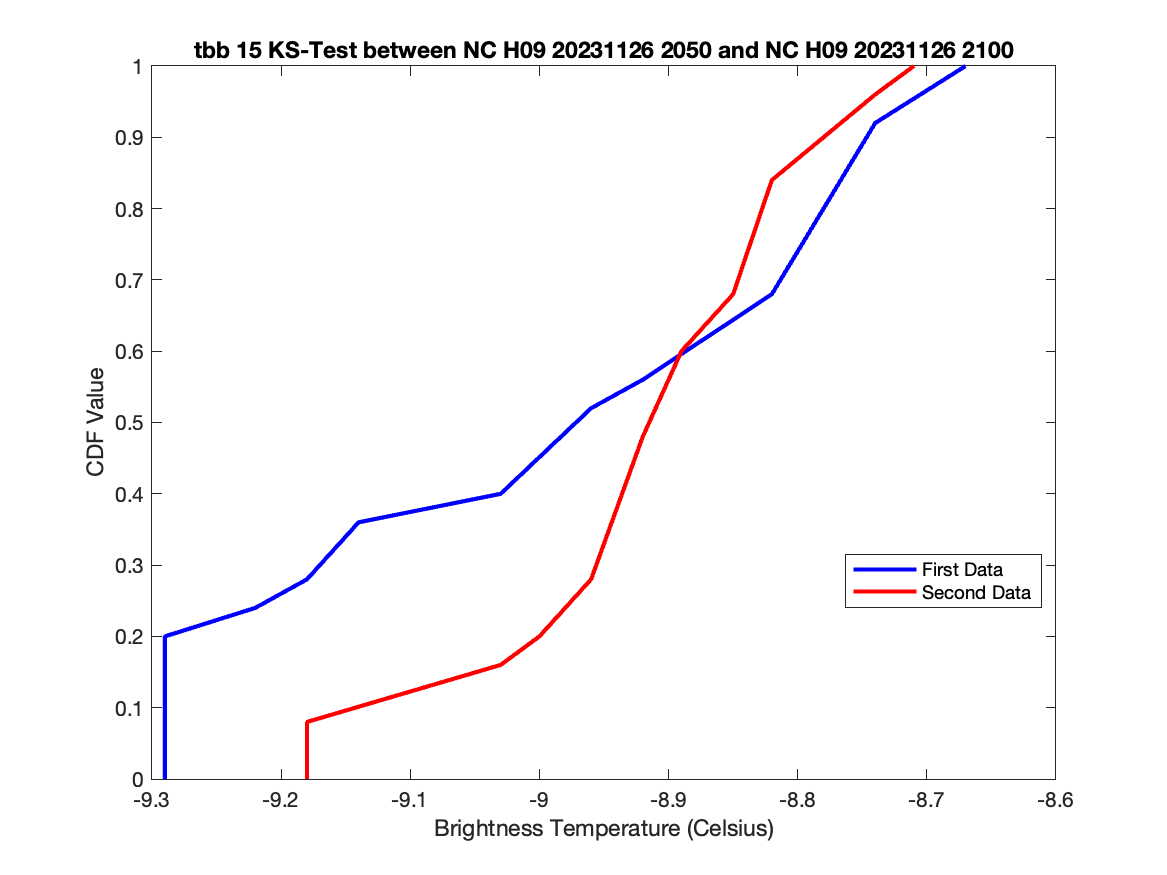 tbb 15 KS-Test between NC H09 20231126 2050 and NC H09 20231126 2100
1
0.9
0.8
0.7
0.6
0.5
0.4
0.3
0.2
0.1
0
CDF Value
First Data
Second Data
-9.3 -9.2 -9.1 -9 -8.9 -8.8 -8.7 -8.6
Brightness Temperature (Celsius)